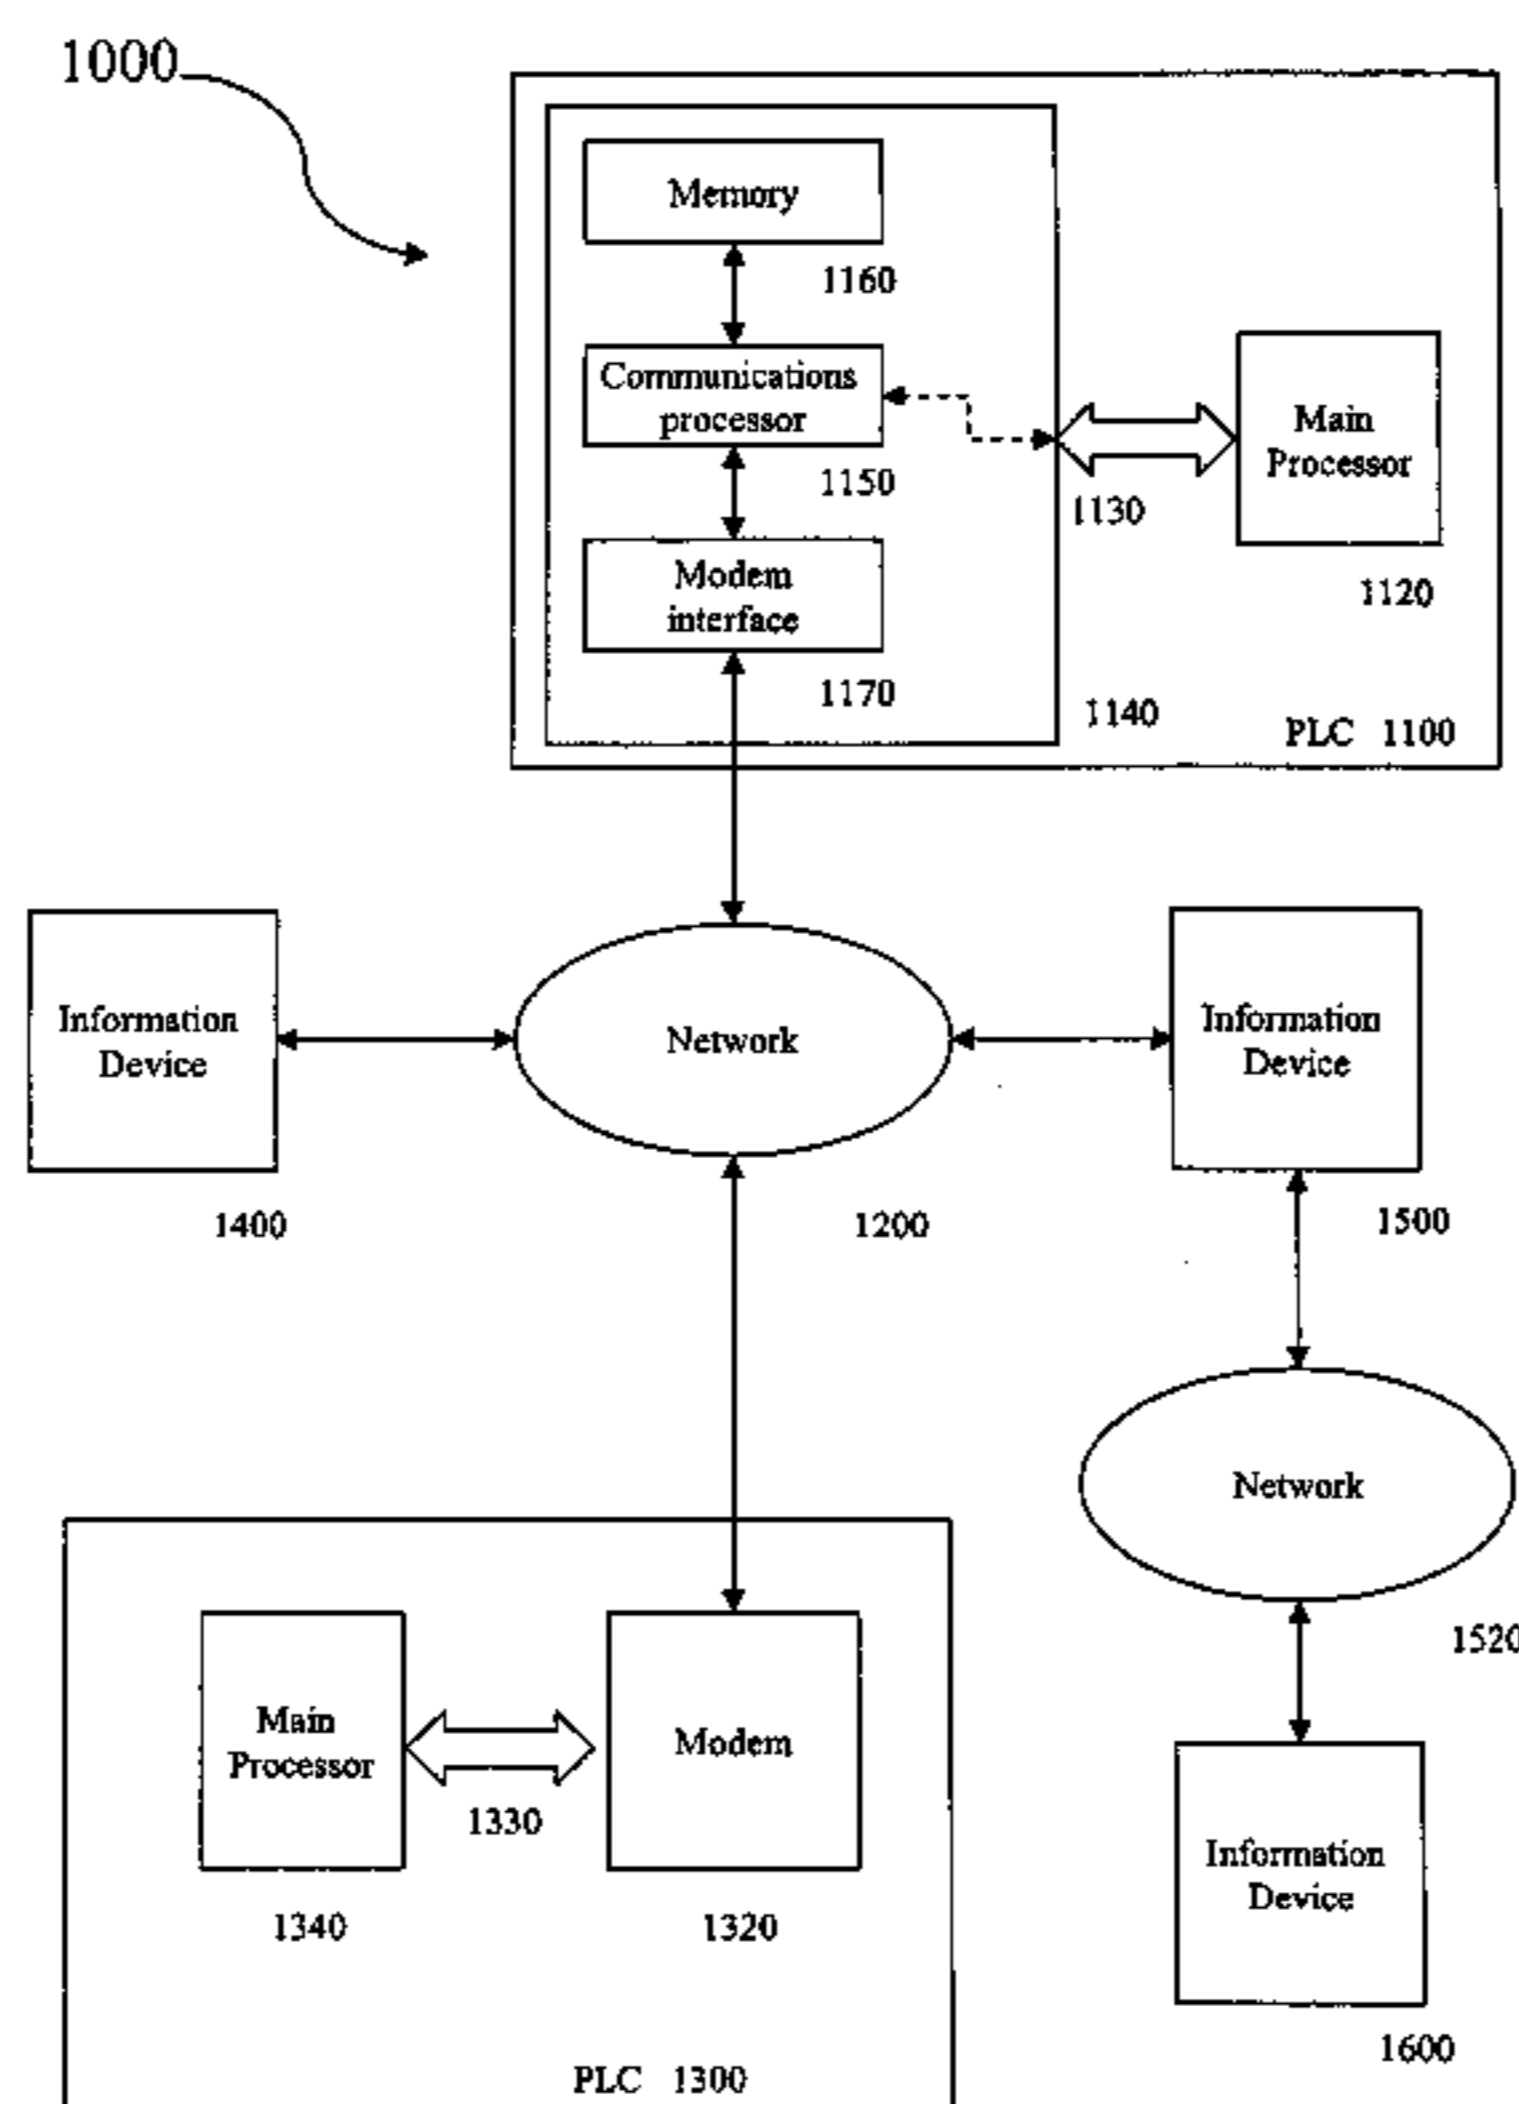 1000
Memory
1160
Communications
processor
1150
Main
Processor
1130
1120
Modem
interface
1170
1140
PLC 1100
Information
Device
1400
Network
1200
Information
Device
1500
Network
1520
Main
Processor
1330
1340
Modem
1320
PLC 1300
Information
Device
1600